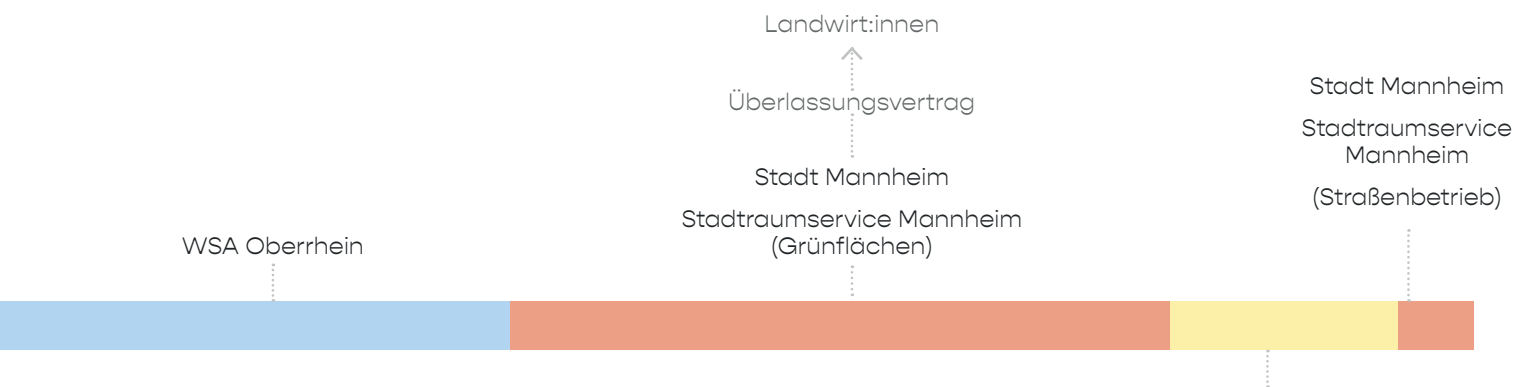 Landwirt:innen
Überlassungsvertrag
Stadt Mannheim
Stadtraumservice Mannheim
(Grünflächen)
WSA Oberrhein
Stadt Mannheim
Stadtraumservice
Mannheim
(Straßenbetrieb)